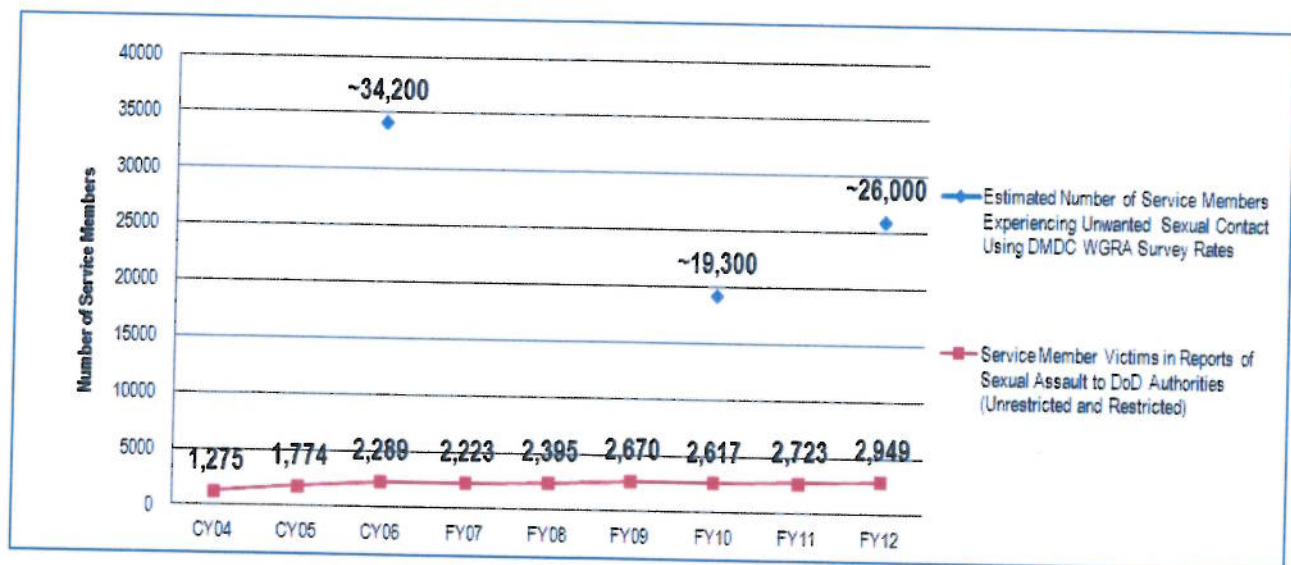 40000
35000
30000
25000
20000
15000
10000
5000
0
Number of Service Members
~34,200
~19,300
~26,000
1,275 1,774 2,289 2,223 2,395 2,670 2,617 2,723 2,949
CY04 CY05 CY06 FY07 FY08 FY09 FY10 FY11 FY12
Estimated Number of Service Members
Experiencing Unwanted Sexual Contact
Using DMDC WGRA Survey Rates
Service Member Victims in Reports of
Sexual Assault to DoD Authorities
(Unrestricted and Restricted)